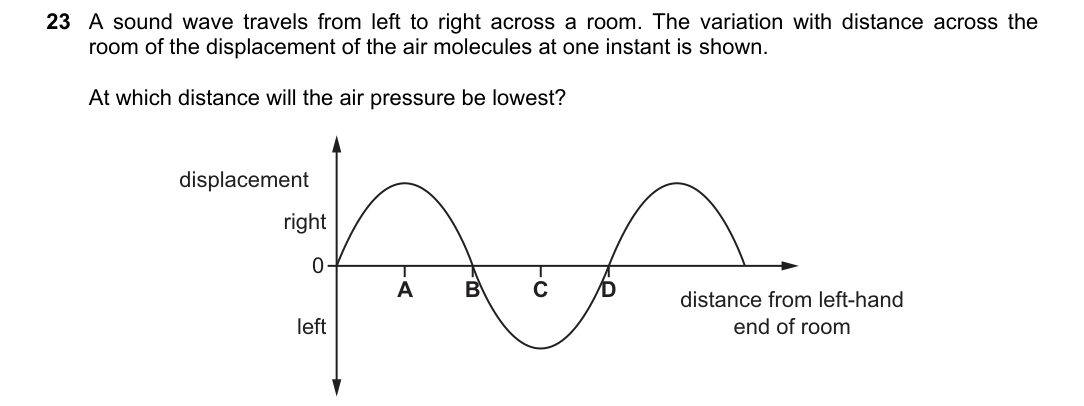 23 A sound wave travels from left to right across a room. The variation with distance across the
room of the displacement of the air molecules at one instant is shown.
At which distance will the air pressure be lowest?
displacement
right
0
A B C D
distance from left-hand
end of room
left